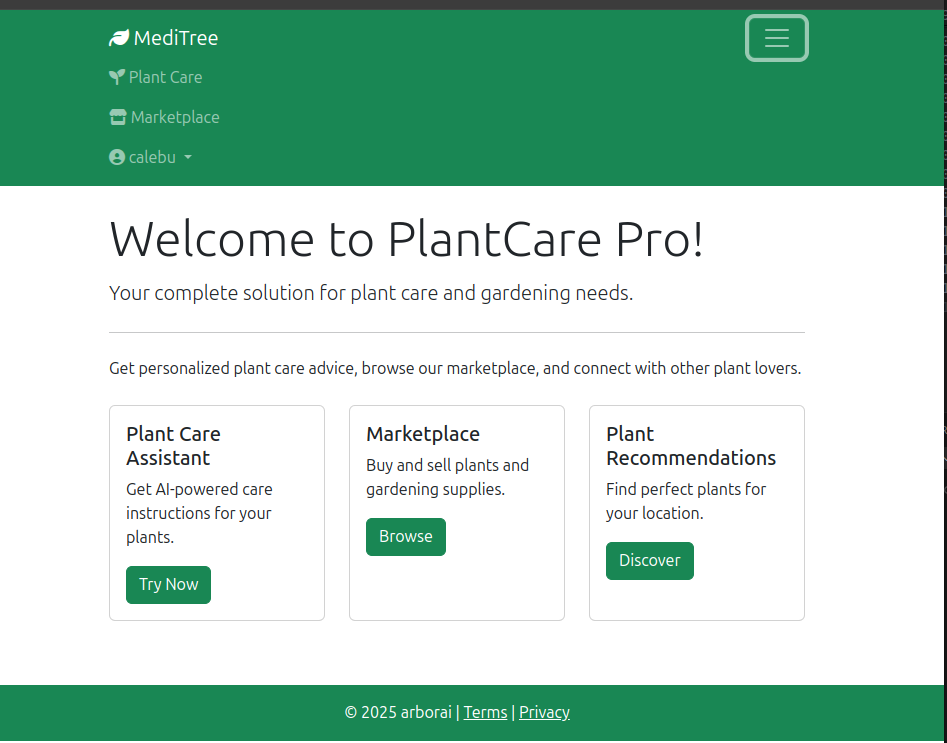 MediTree
Plant Care
Marketplace
calebu
Welcome to PlantCare Pro!
Your complete solution for plant care and gardening needs.
Get personalized plant care advice, browse our marketplace, and connect with other plant lovers.
Plant Care
Assistant
Get AI-powered care
instructions for your
plants.
Try Now
Marketplace
Buy and sell plants and
gardening supplies.
Browse
Plant
Recommendations
Find perfect plants for
your location.
Discover
© 2025 arborai | Terms | Privacy